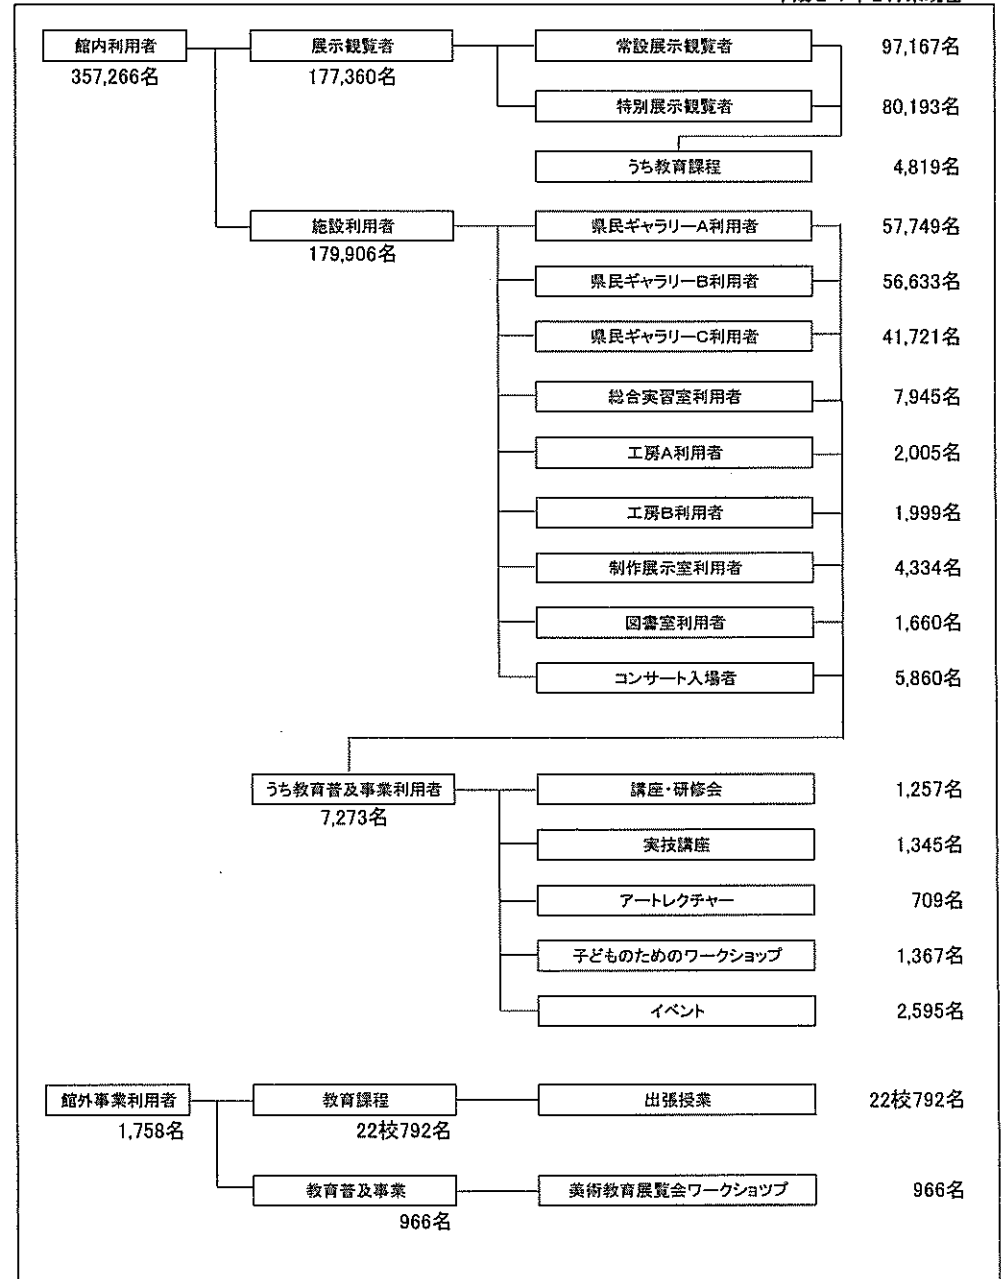 館内利用者 展示観覧者 常設展示観覧者 97,167名
357,266名 177,360名
特別展示観覧者 80,193名
うち教育課程 4,819名
施設利用者 県民ギャラリーA利用者 57,749名
179,906名
県民ギャラリーB利用者 56,633名
県民ギャラリーC利用者 41,721名
総合実習室利用者 7,945名
工房A利用者 2,005名
工房B利用者 1,999名
制作展示室利用者 4,334名
図書室利用者 1,660名
コンサート入場者 5,860名
うち教育普及事業利用者 講座・研修会 1,257名
7,273名
実技講座 1,345名
アートレクチャー 709名
子どものためのワークショップ 1,367名
イベント 2,595名
館外事業利用者 教育課程 出張授業 22校792名
1,758名 22校792名
教育普及事業 美術教育展覧会ワークショツプ 966名
966名